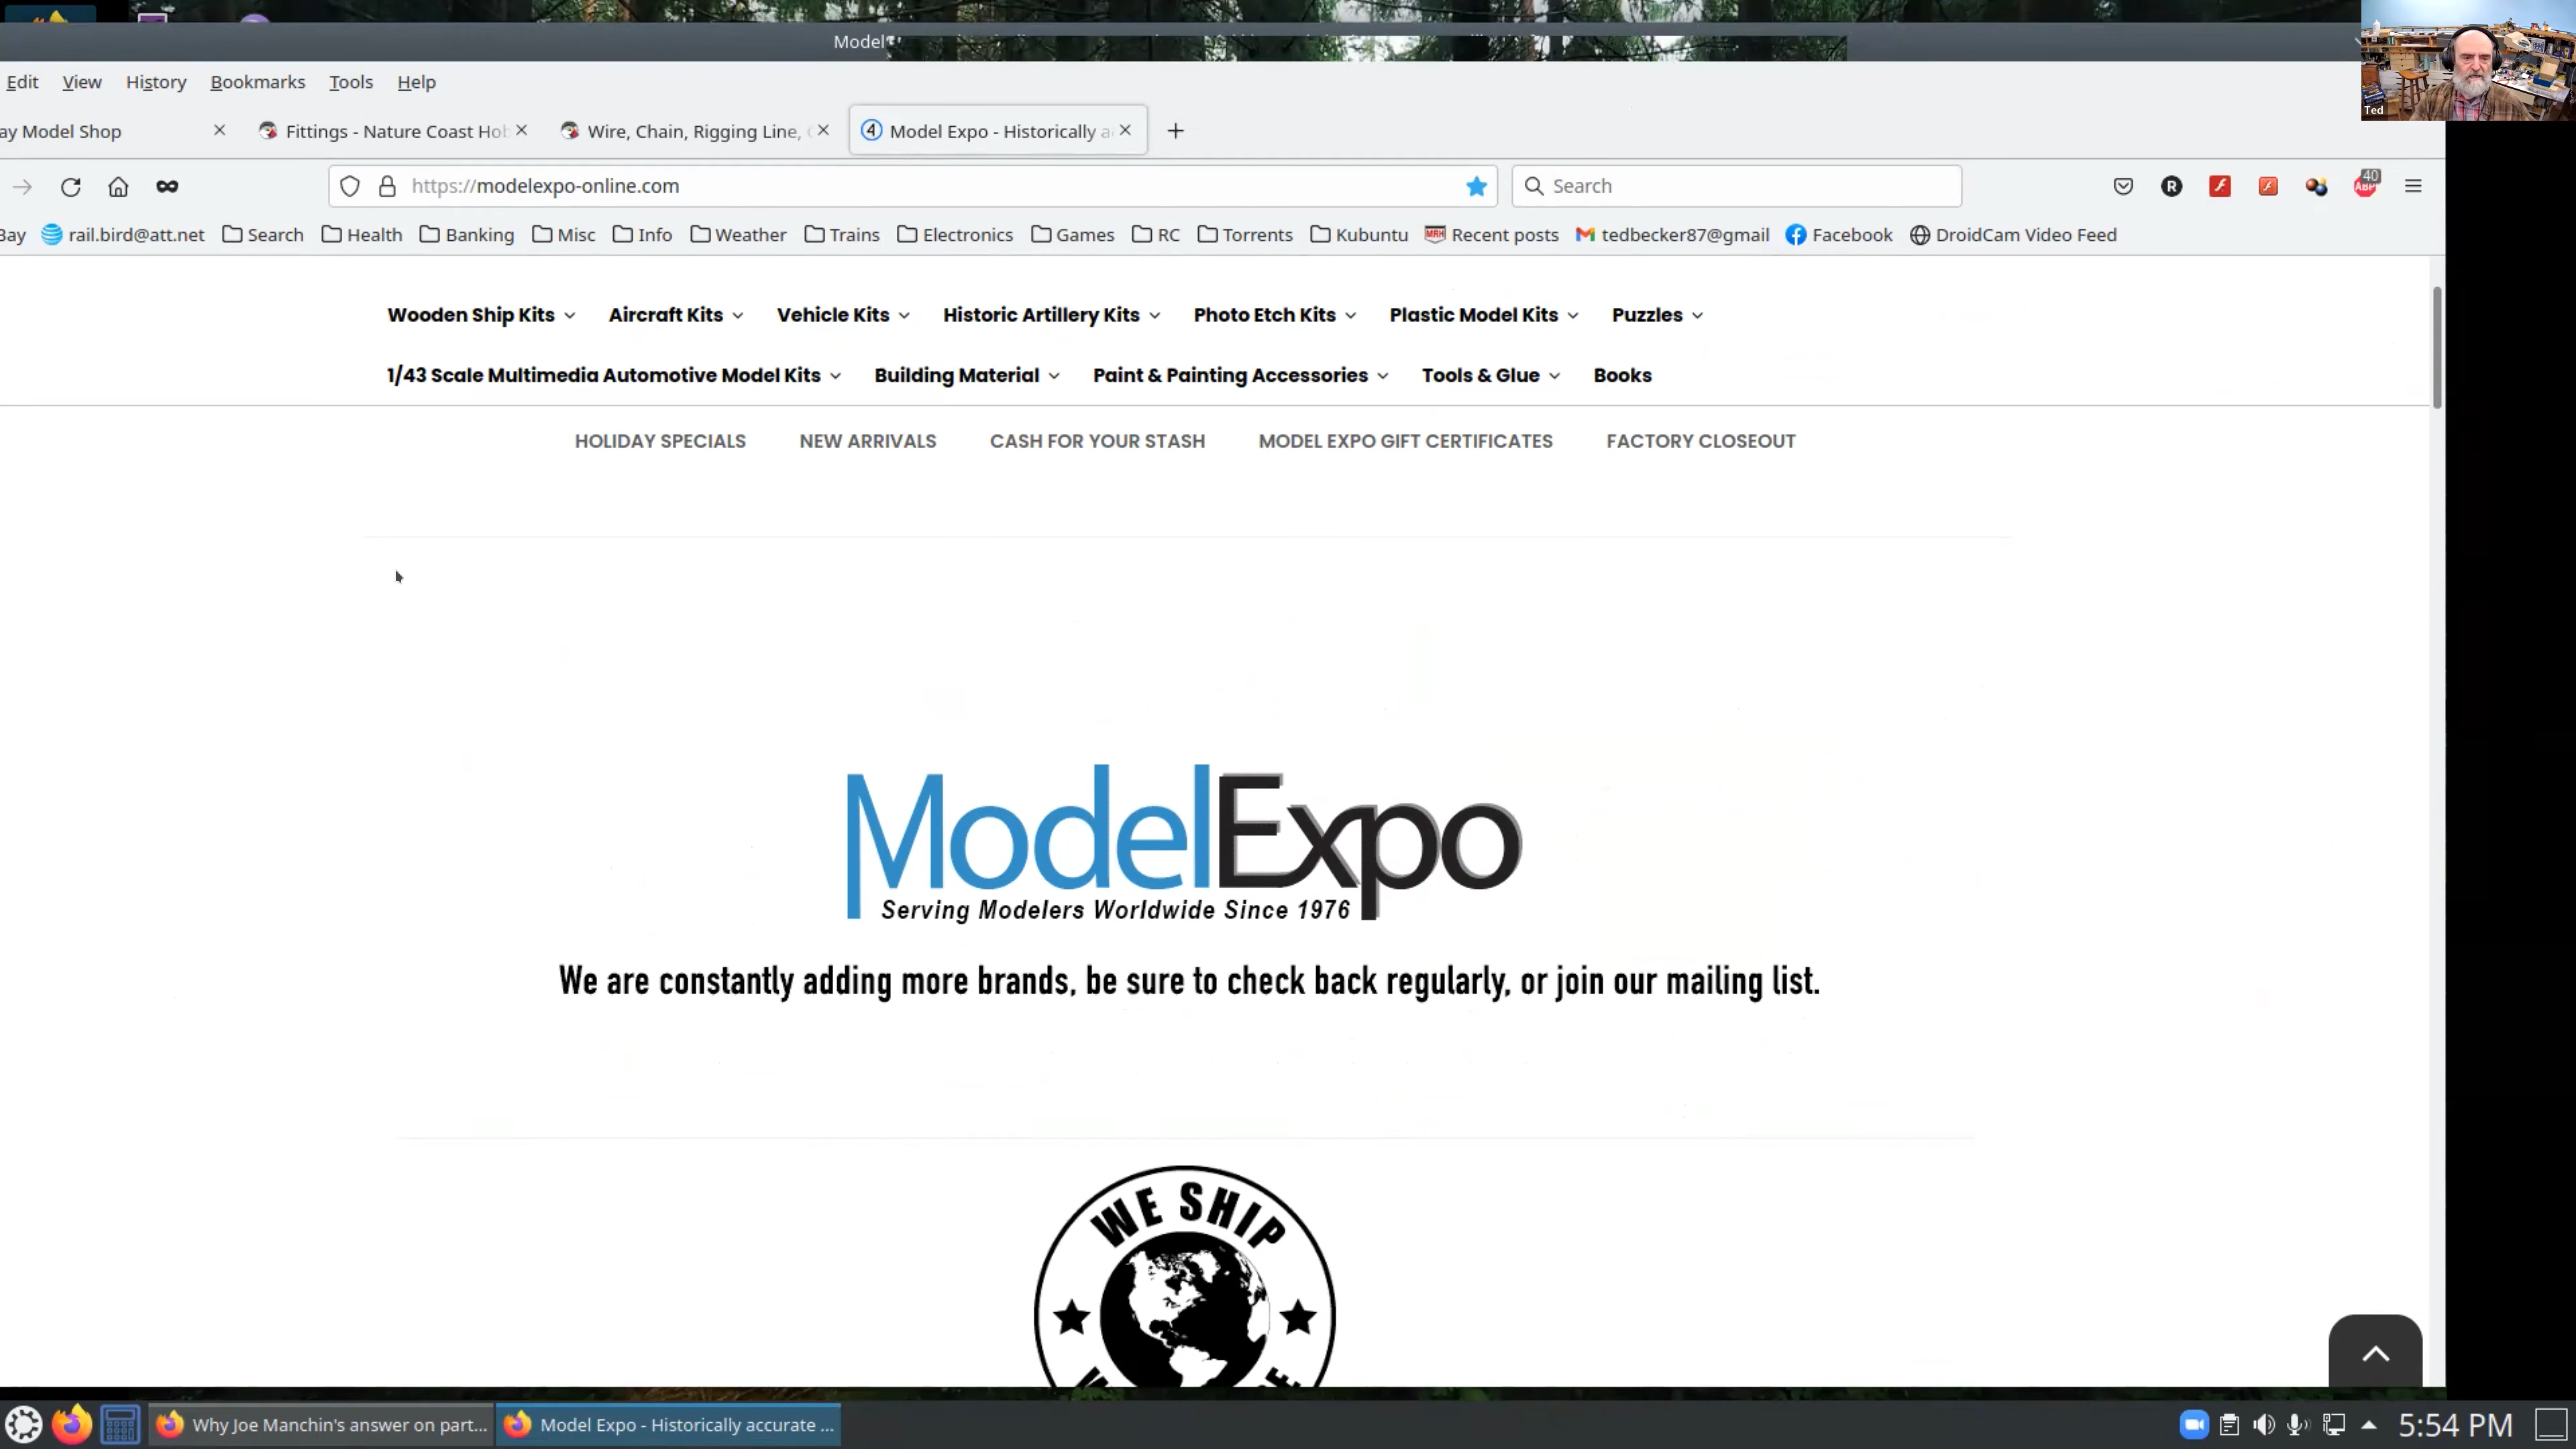 Model
Ted
Edit View History Bookmarks Tools Help
ay Model Shop Fittings - Nature Coast Hob Wire, Chain, Rigging Line, Model Expo - Historically a
https://modelexpo-online.com Search 40 ABP
Bay rail.bird@att.net Search Health Banking Misc Info Weather Trains Electronics Games RC Torrents Kubuntu MRH Recent posts tedbecker87@gmail Facebook DroidCam Video Feed
Wooden Ship Kits Aircraft Kits Vehicle Kits Historic Artillery Kits Photo Etch Kits Plastic Model Kits Puzzles
1/43 Scale Multimedia Automotive Model Kits Building Material Paint & Painting Accessories Tools & Glue Books
HOLIDAY SPECIALS NEW ARRIVALS CASH FOR YOUR STASH MODEL EXPO GIFT CERTIFICATES FACTORY CLOSEOUT
ModelExpo
Serving Modelers Worldwide Since 1976
We are constantly adding more brands, be sure to check back regularly, or join our mailing list.
WE SHIP
Why Joe Manchin's answer on part... Model Expo - Historically accurate ... 5:54 PM